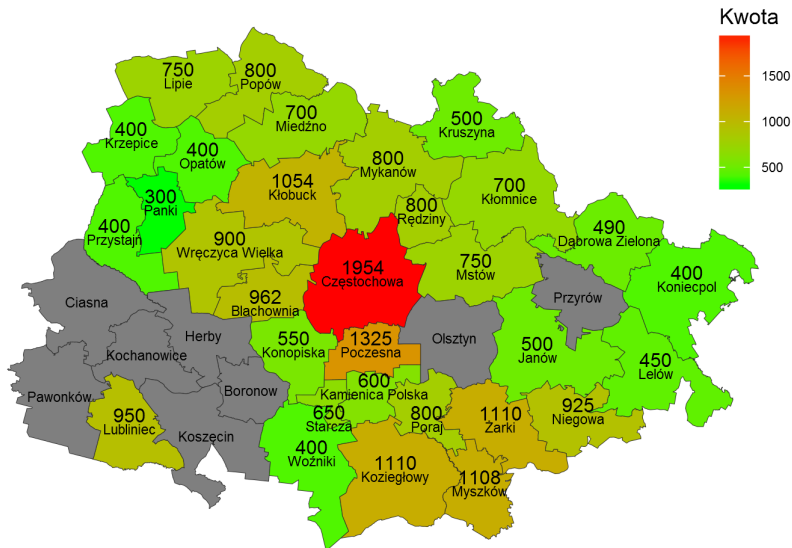 Kwota
1500
1000
500
750
Lipie
800
Popów
700
Miedźno
500
Kruszyna
400
Krzepice
400
Opatów
800
Mykanów
1054
Kłobuck
700
Kłomnice
300
Panki
800
Rędziny
400
Przystajń
900
Wręczyca Wielka
490
Dąbrowa Zielona
1954
Częstochowa
750
Mstów
400
Koniecpol
962
Blachownia
Ciasna
Przyrów
Herby
550
Konopiska
1325
Poczesna
Olsztyn
500
Janów
Kochanowice
450
Lelów
Pawonków
Boronow
600
Kamienica Polska
950
Lubliniec
650
Starcza
800
Poraj
1110
Żarki
925
Niegowa
Koszęcin
400
Woźniki
1110
Koziegłowy
1108
Myszków